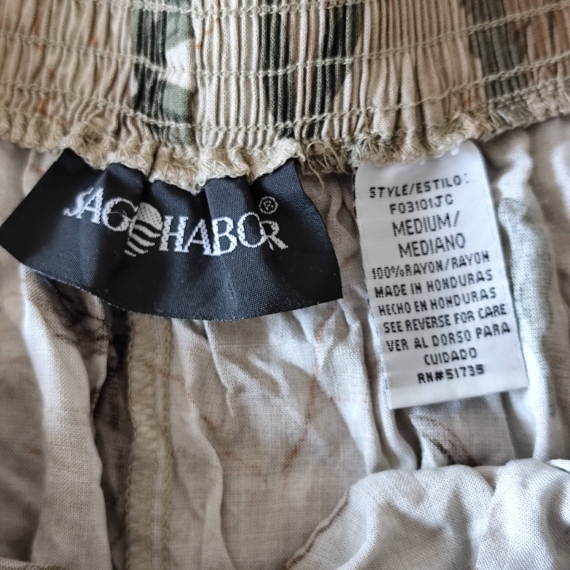 SAG HABOR®
STYLE/ESTILO:
F03101JC
MEDIUM/
MEDIANO
100%RAYON/RAYON
MADE IN HONDURAS
HECHO EN HONDURAS
SEE REVERSE FOR CARE
VER AL DORSO PARA
CUIDADO
RN#51735